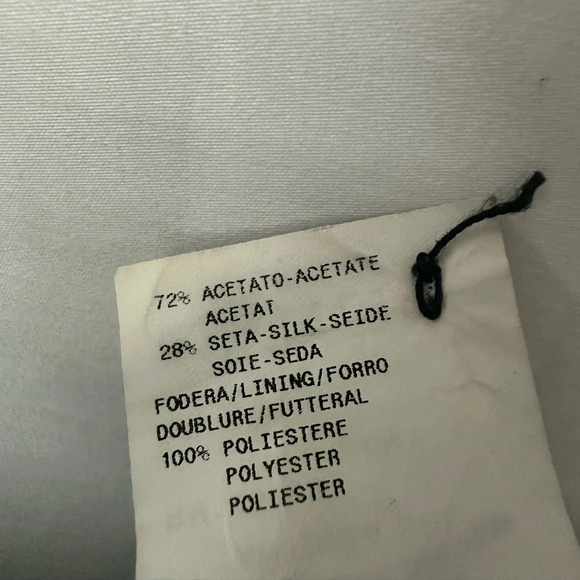 72% ACETATO-ACETATE
ACETAT
28% SETA-SILK-SEIDE
SOIE-SEDA
FODERA/LINING/FORRO
DOUBLURE/FUTTERAL
100% POLIESTERE
POLYESTER
POLIESTER